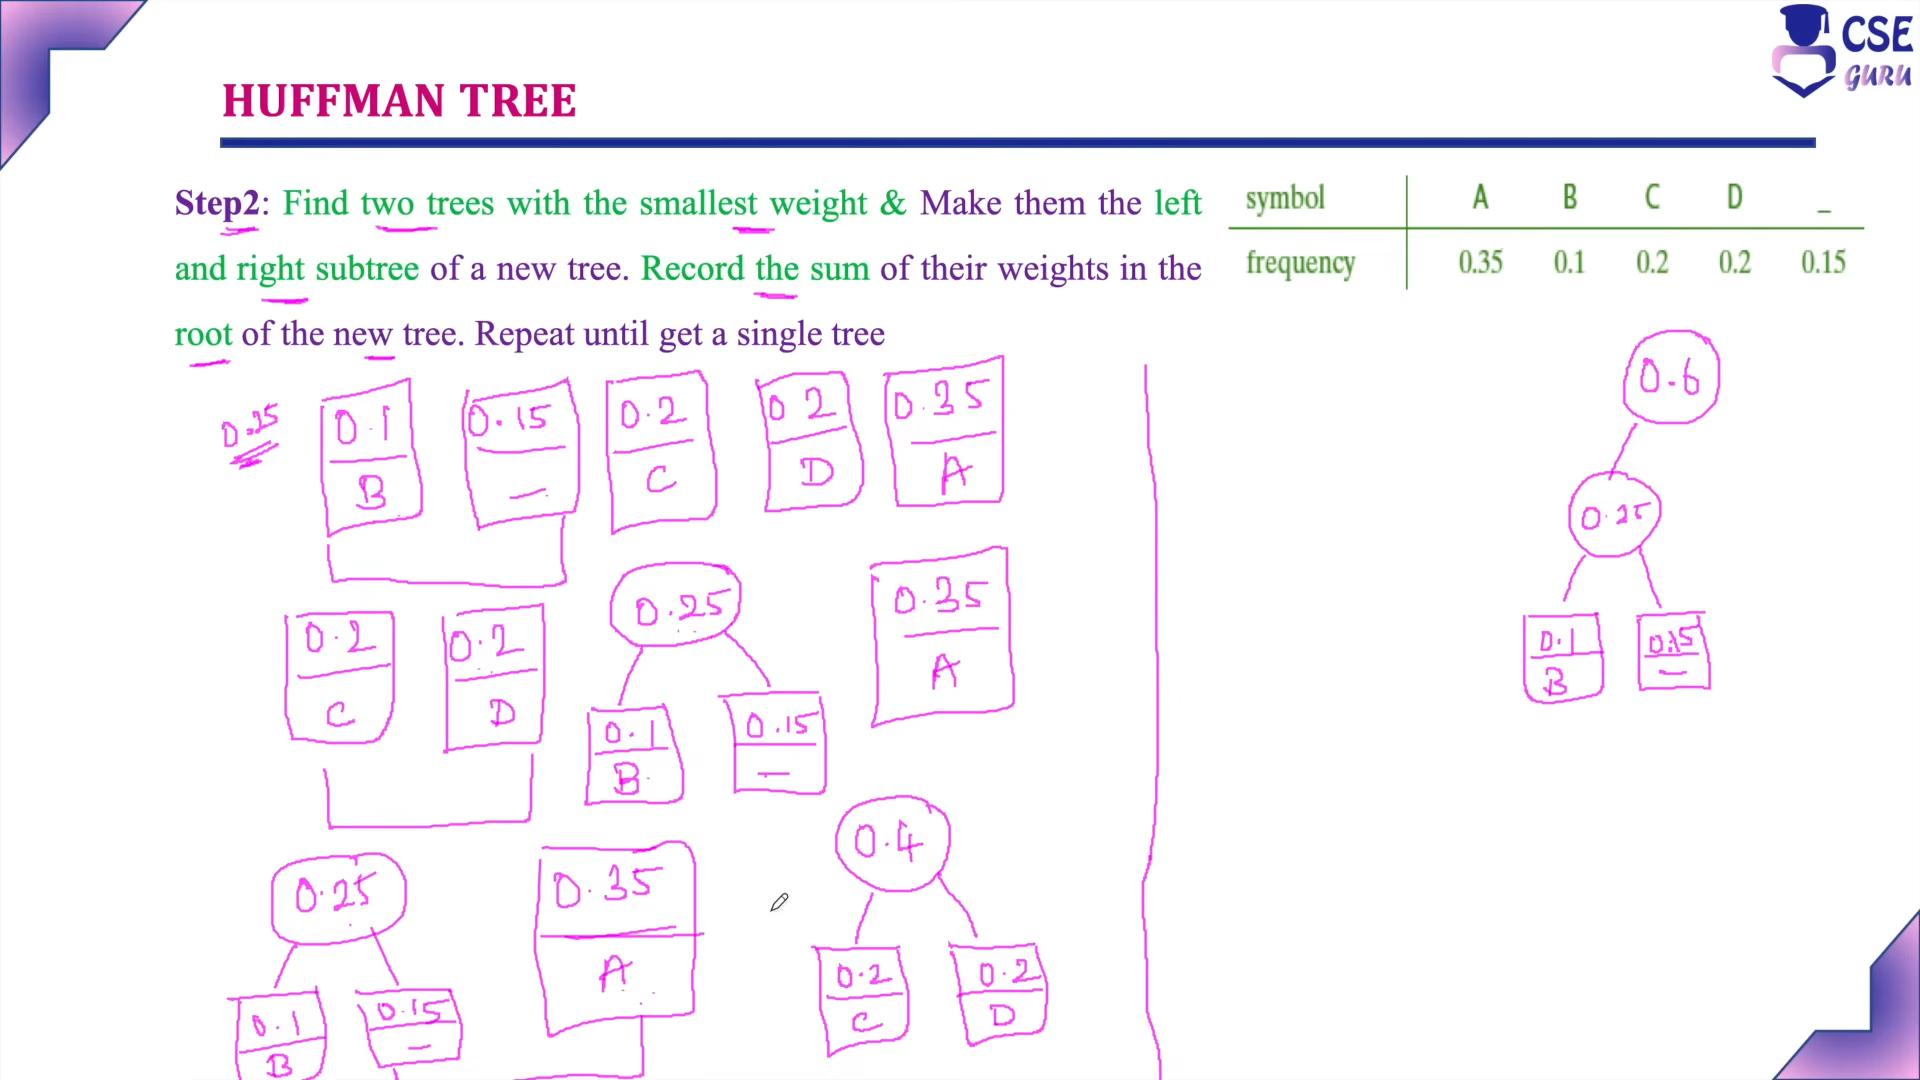 CSE
GURU
HUFFMAN TREE
Step2: Find two trees with the smallest weight & Make them the left
and right subtree of a new tree. Record the sum of their weights in the
root of the new tree. Repeat until get a single tree
symbol A B C D _
frequency 0.35 0.1 0.2 0.2 0.15
0.25
0.1 0.15 0.2 0.2 0.35
B _ C D A
0.2 0.2 0.25 0.35
C D A
0.1 0.15
B _
0.25 0.35 0.4
A
0.1 0.15 0.2 0.2
B _ C D
0.6
0.25
0.1 0.15
B _